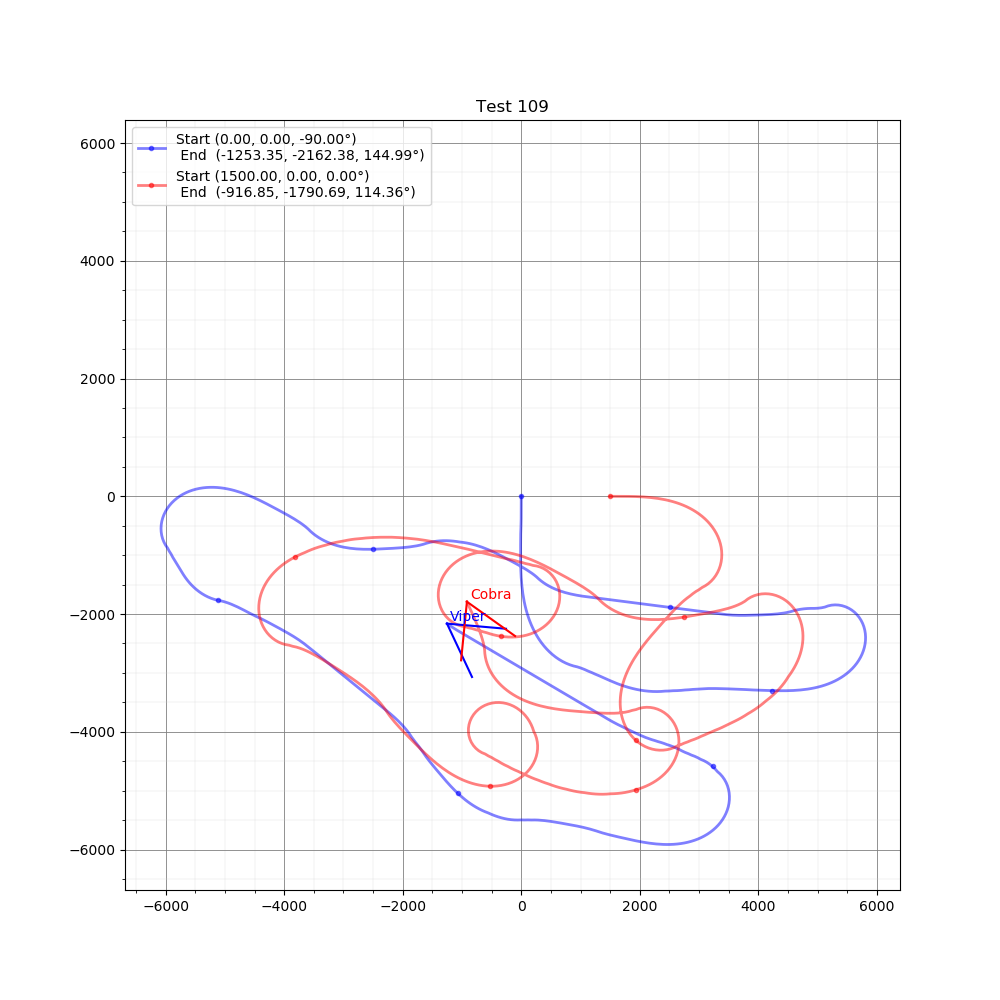 Test 109
Start (0.00, 0.00, -90.00°)
End  (-1253.35, -2162.38, 144.99°)
Start (1500.00, 0.00, 0.00°)
End  (-916.85, -1790.69, 114.36°)
6000
4000
2000
0
−2000
−4000
−6000
Cobra
Viper
−6000 −4000 −2000 0 2000 4000 6000